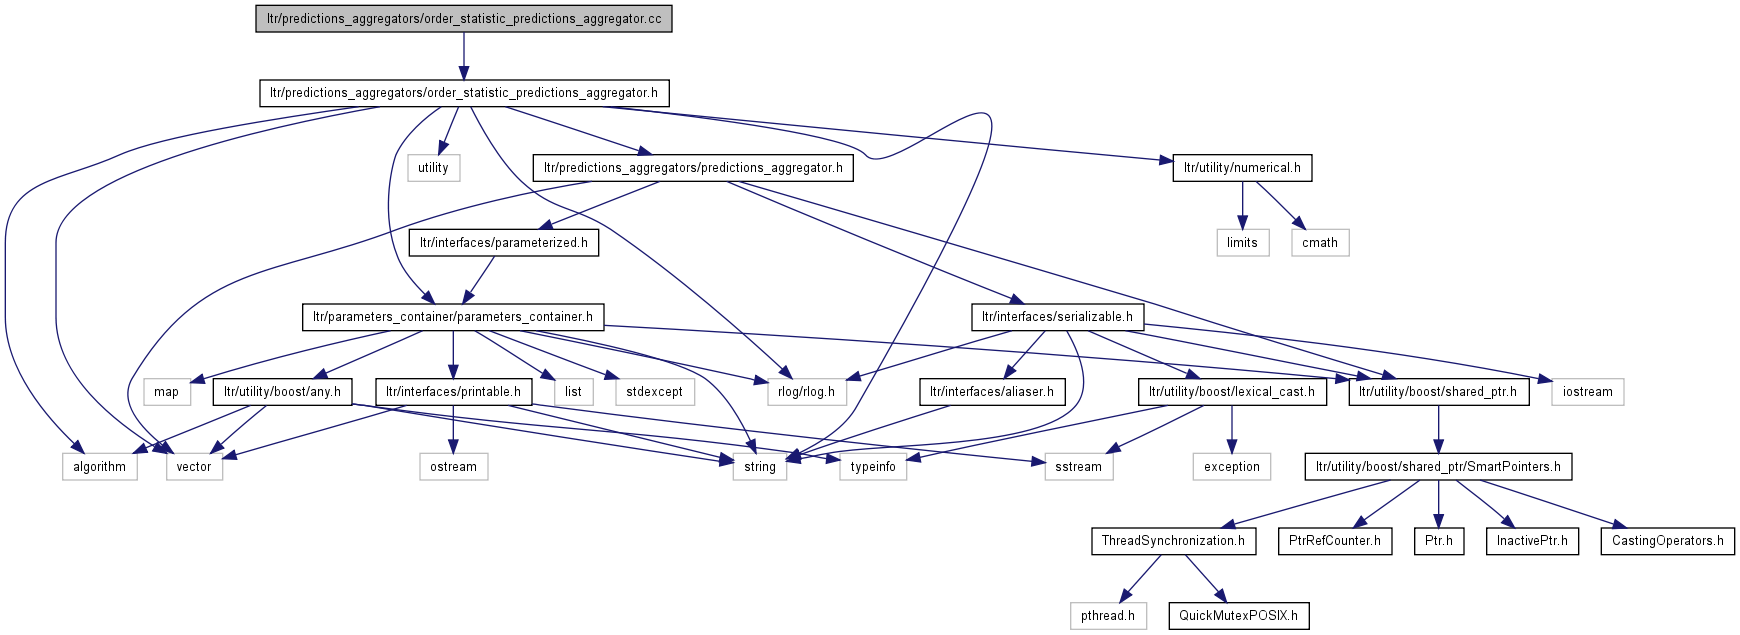 ltr/predictions_aggregators/order_statistic_predictions_aggregator.cc
ltr/predictions_aggregators/order_statistic_predictions_aggregator.h
utility
ltr/predictions_aggregators/predictions_aggregator.h
ltr/utility/numerical.h
ltr/interfaces/parameterized.h
limits
cmath
ltr/parameters_container/parameters_container.h
ltr/interfaces/serializable.h
map
ltr/utility/boost/any.h
ltr/interfaces/printable.h
list
stdexcept
rlog/rlog.h
ltr/interfaces/aliaser.h
ltr/utility/boost/lexical_cast.h
ltr/utility/boost/shared_ptr.h
iostream
algorithm
vector
ostream
string
typeinfo
sstream
exception
ltr/utility/boost/shared_ptr/SmartPointers.h
ThreadSynchronization.h
PtrRefCounter.h
Ptr.h
InactivePtr.h
CastingOperators.h
pthread.h
QuickMutexPOSIX.h